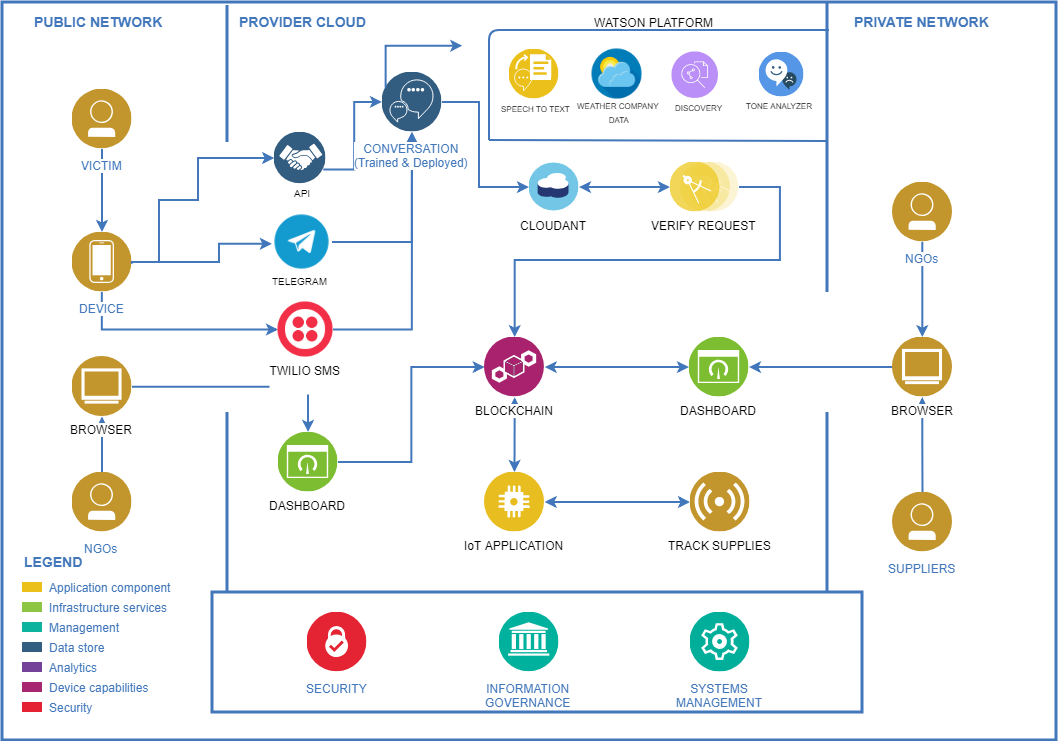 PUBLIC NETWORK
PROVIDER CLOUD
WATSON PLATFORM
PRIVATE NETWORK
SPEECH TO TEXT
WEATHER COMPANY
DATA
DISCOVERY
TONE ANALYZER
VICTIM
CONVERSATION
(Trained & Deployed)
API
CLOUDANT
VERIFY REQUEST
NGOs
TELEGRAM
DEVICE
TWILIO SMS
BROWSER
BLOCKCHAIN
DASHBOARD
BROWSER
DASHBOARD
NGOs
IoT APPLICATION
TRACK SUPPLIES
SUPPLIERS
LEGEND
Application component
Infrastructure services
Management
Data store
Analytics
Device capabilities
Security
SECURITY
INFORMATION
GOVERNANCE
SYSTEMS
MANAGEMENT